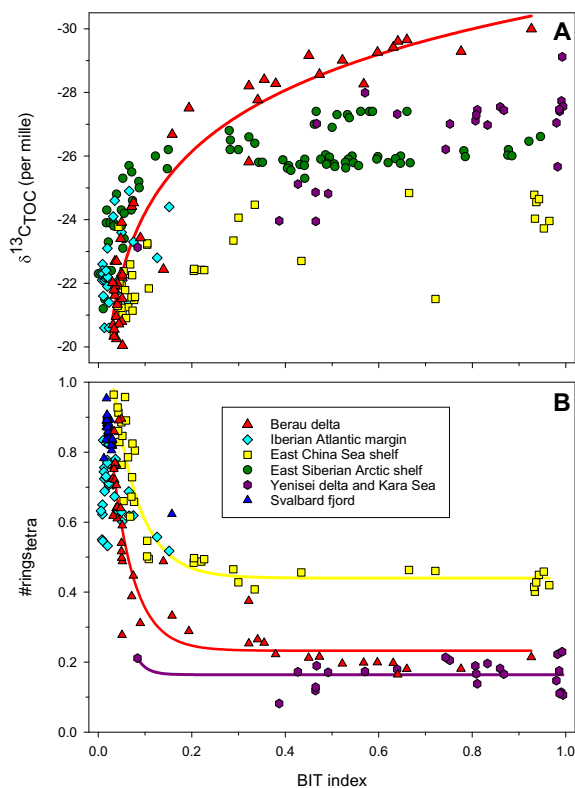 A
-30
-28
-26
-24
-22
-20
δ13CTOC (per mille)
B
1.0
0.8
0.6
0.4
0.2
0.0
#ringstetra
Berau delta
Iberian Atlantic margin
East China Sea shelf
East Siberian Arctic shelf
Yenisei delta and Kara Sea
Svalbard fjord
0.0 0.2 0.4 0.6 0.8 1.0
BIT index